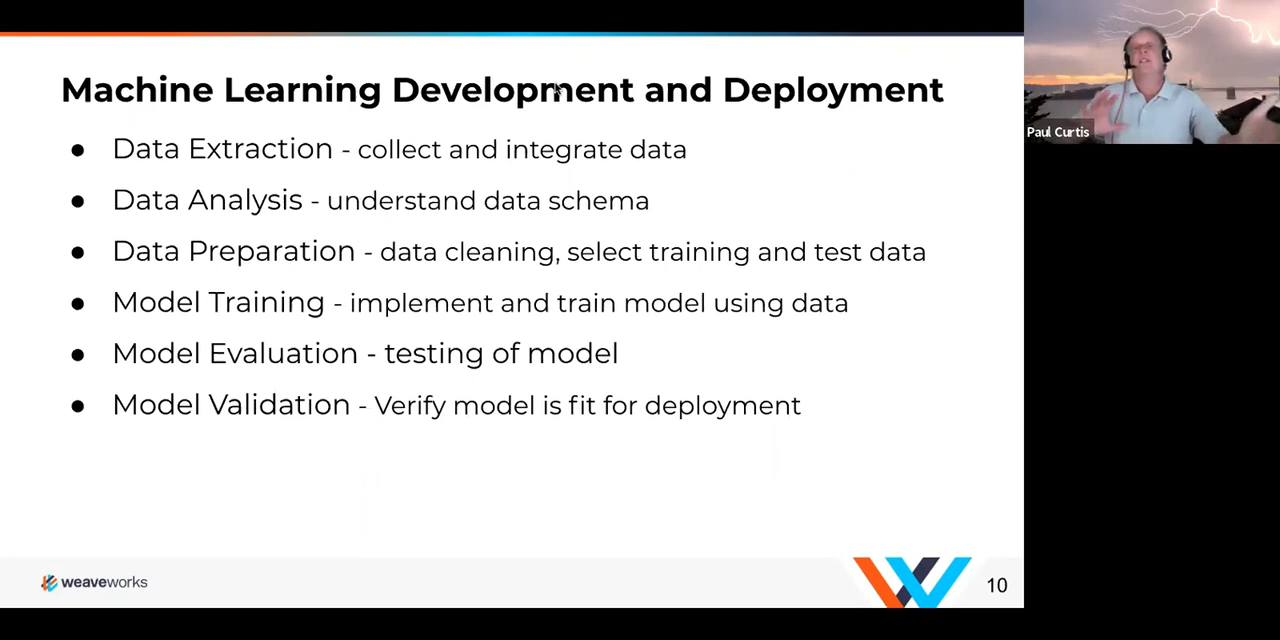 Machine Learning Development and Deployment
● Data Extraction - collect and integrate data
● Data Analysis - understand data schema
● Data Preparation - data cleaning, select training and test data
● Model Training - implement and train model using data
● Model Evaluation - testing of model
● Model Validation - Verify model is fit for deployment
weaveworks
10
Paul Curtis